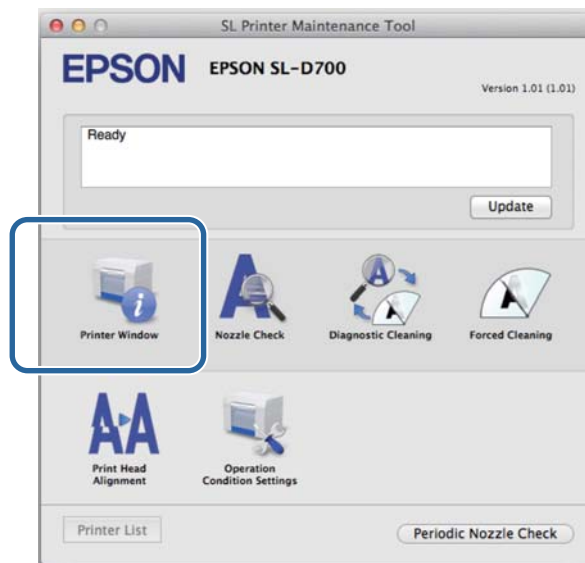 SL Printer Maintenance Tool
EPSON
EPSON SL-D700
Version 1.01 (1.01)
Ready
Update
Printer Window
Nozzle Check
Diagnostic Cleaning
Forced Cleaning
Print Head
Alignment
Operation
Condition Settings
Printer List
Periodic Nozzle Check